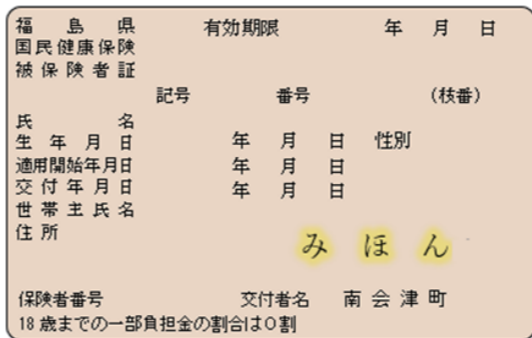 福島県 有効期限 年 月 日
国民健康保険
被保険者証
記号 番号 (枝番)
氏名
生年月日 年 月 日 性別
適用開始年月日 年 月 日
交付年月日 年 月 日
世帯主氏名
住所
みほん
保険者番号 交付者名 南会津町
18歳までの一部負担金の割合は0割